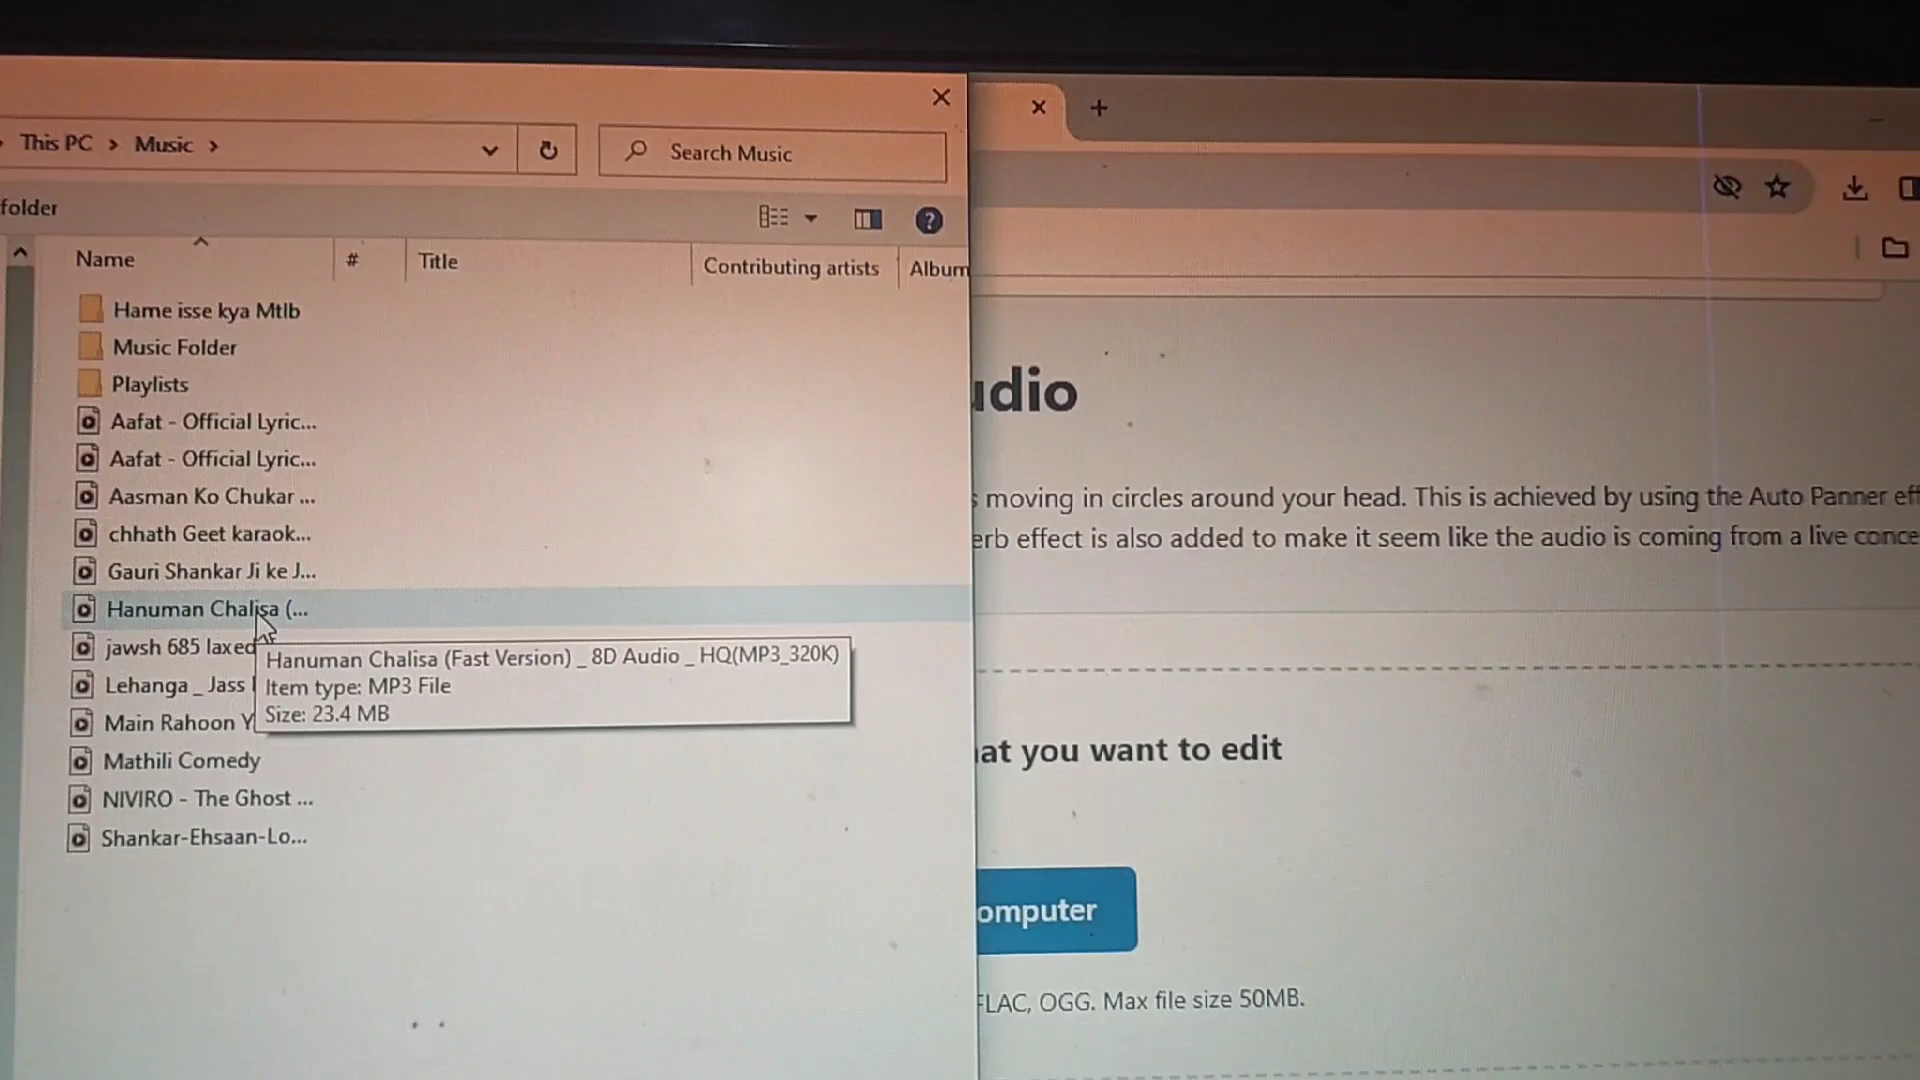 This PC > Music >
Search Music
folder
Name
#
Title
Contributing artists
Album
Hame isse kya Mtlb
Music Folder
Playlists
Aafat - Official Lyric...
Aafat - Official Lyric...
Aasman Ko Chukar ...
chhath Geet karaok...
Gauri Shankar Ji ke J...
Hanuman Chalisa (...
jawsh 685 laxed
Lehanga _ Jass
Main Rahoon Y
Mathili Comedy
NIVIRO - The Ghost ...
Shankar-Ehsaan-Lo...
Hanuman Chalisa (Fast Version) _ 8D Audio _ HQ(MP3_320K)
Item type: MP3 File
Size: 23.4 MB
udio
s moving in circles around your head. This is achieved by using the Auto Panner eff
erb effect is also added to make it seem like the audio is coming from a live conce
at you want to edit
omputer
FLAC, OGG. Max file size 50MB.